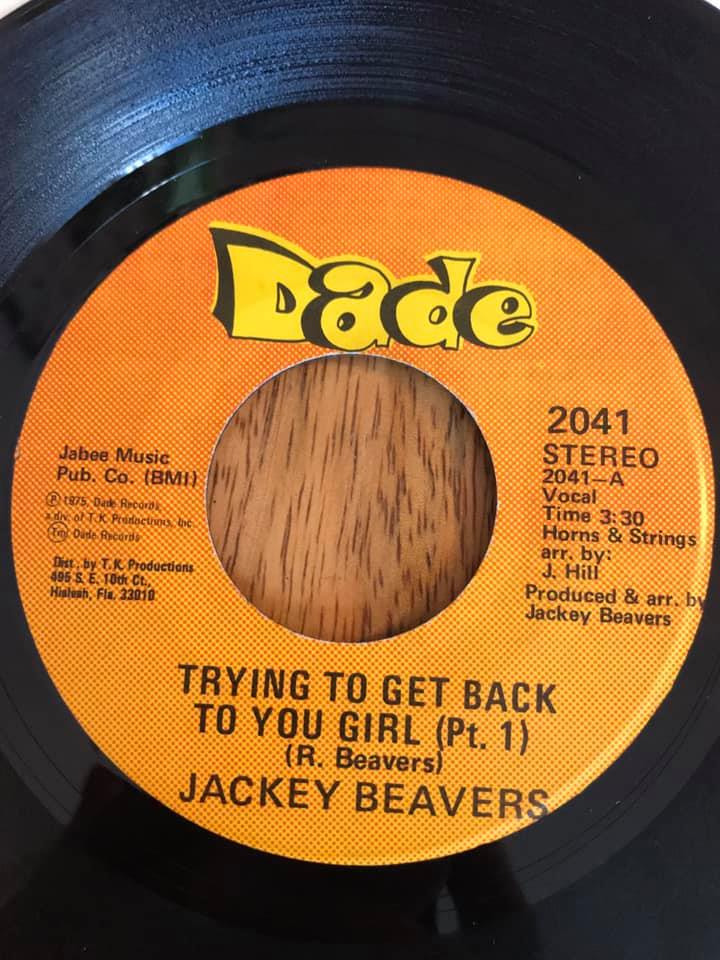 Dade
2041
STEREO
2041-A
Vocal
Time 3:30
Horns & Strings
arr. by:
J. Hill
Produced & arr. by
Jackey Beavers
Jabee Music
Pub. Co. (BMI)
Ⓟ 1975, Dade Records
a div. of T.K. Productions, Inc.
Tm Dade Records
Dist. by T.K. Productions
495 S. E. 10th Ct.,
Hialeah, Fla. 33010
TRYING TO GET BACK
TO YOU GIRL (Pt. 1)
(R. Beavers)
JACKEY BEAVERS